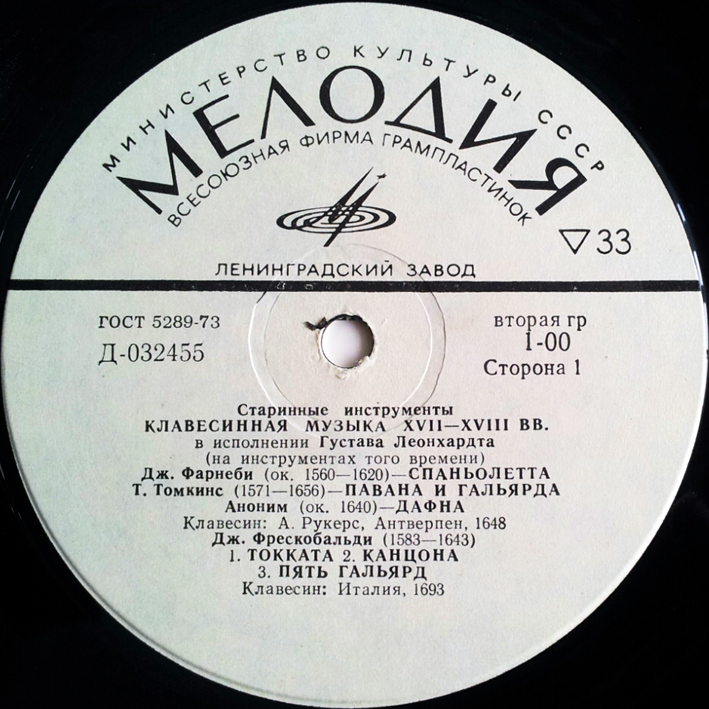 МИНИСТЕРСТВО КУЛЬТУРЫ СССР
МЕЛОДИЯ
ВСЕСОЮЗНАЯ ФИРМА ГРАМПЛАСТИНОК
▽33
ЛЕНИНГРАДСКИЙ ЗАВОД
ГОСТ 5289-73
Д-032455
вторая гр
1-00
Сторона 1
Старинные инструменты
КЛАВЕСИННАЯ МУЗЫКА XVII—XVIII ВВ.
в исполнении Густава Леонхардта
(на инструментах того времени)
Дж. Фарнеби (ок. 1560—1620)—СПАНЬОЛЕТТА
Т. Томкинс (1571—1656)—ПАВАНА И ГАЛЬЯРДА
Аноним (ок. 1640)—ДАФНА
Клавесин: А. Рукерс, Антверпен, 1648
Дж. Фрескобальди (1583—1643)
1. ТОККАТА 2. КАНЦОНА
3. ПЯТЬ ГАЛЬЯРД
Клавесин: Италия, 1693